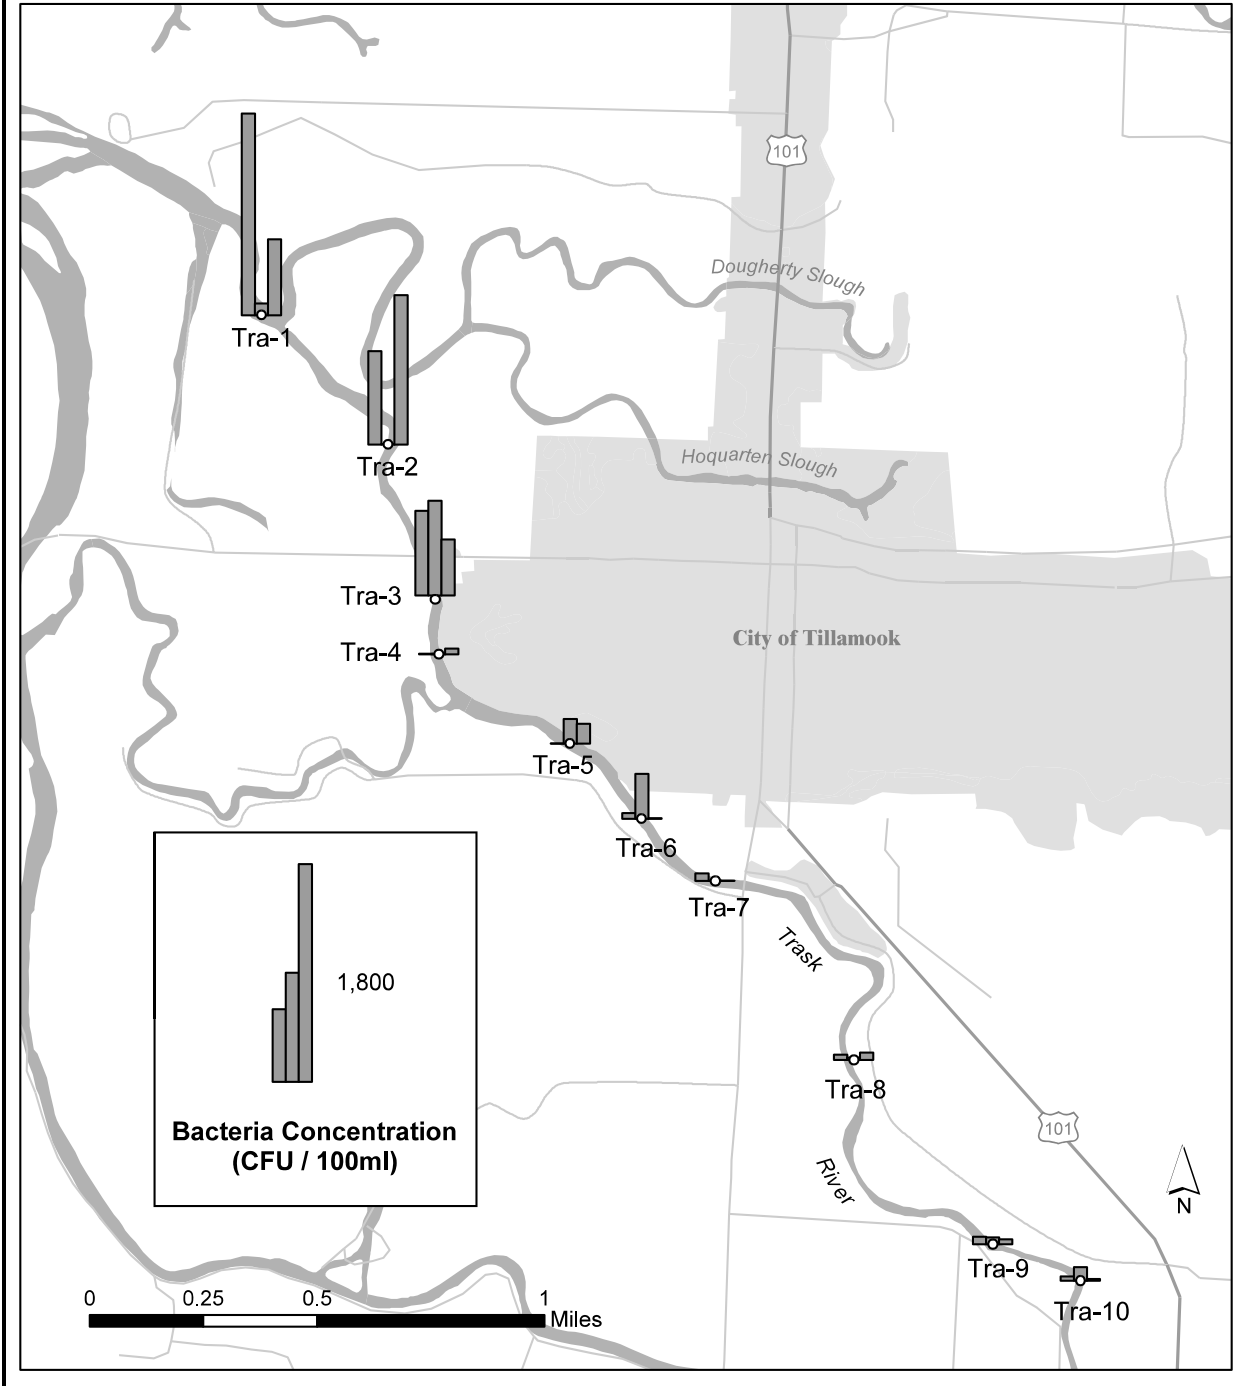 101
Dougherty Slough
Tra-1
Hoquarten Slough
Tra-2
Tra-3
City of Tillamook
Tra-4
Tra-5
Tra-6
Tra-7
Trask
1,800
Tra-8
Bacteria Concentration
(CFU / 100ml)
101
River
N
Tra-9
Tra-10
0 0.25 0.5 1
Miles